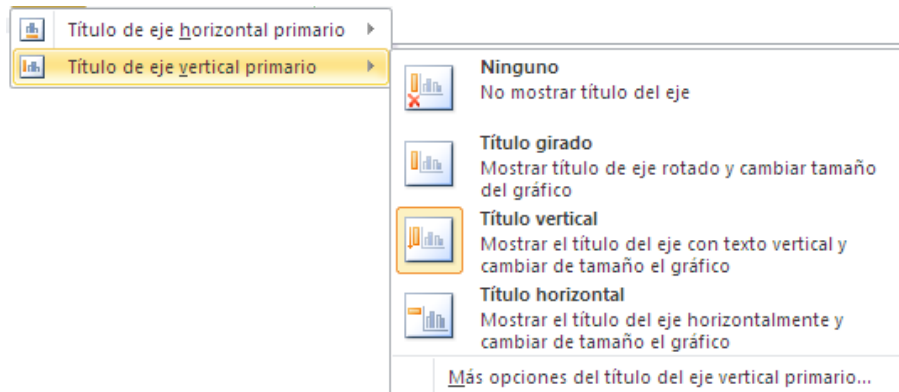 Título de eje horizontal primario
Título de eje vertical primario
Ninguno
No mostrar título del eje
Título girado
Mostrar título de eje rotado y cambiar tamaño
del gráfico
Título vertical
Mostrar el título del eje con texto vertical y
cambiar de tamaño el gráfico
Título horizontal
Mostrar el título del eje horizontalmente y
cambiar de tamaño el gráfico
Más opciones del título del eje vertical primario...